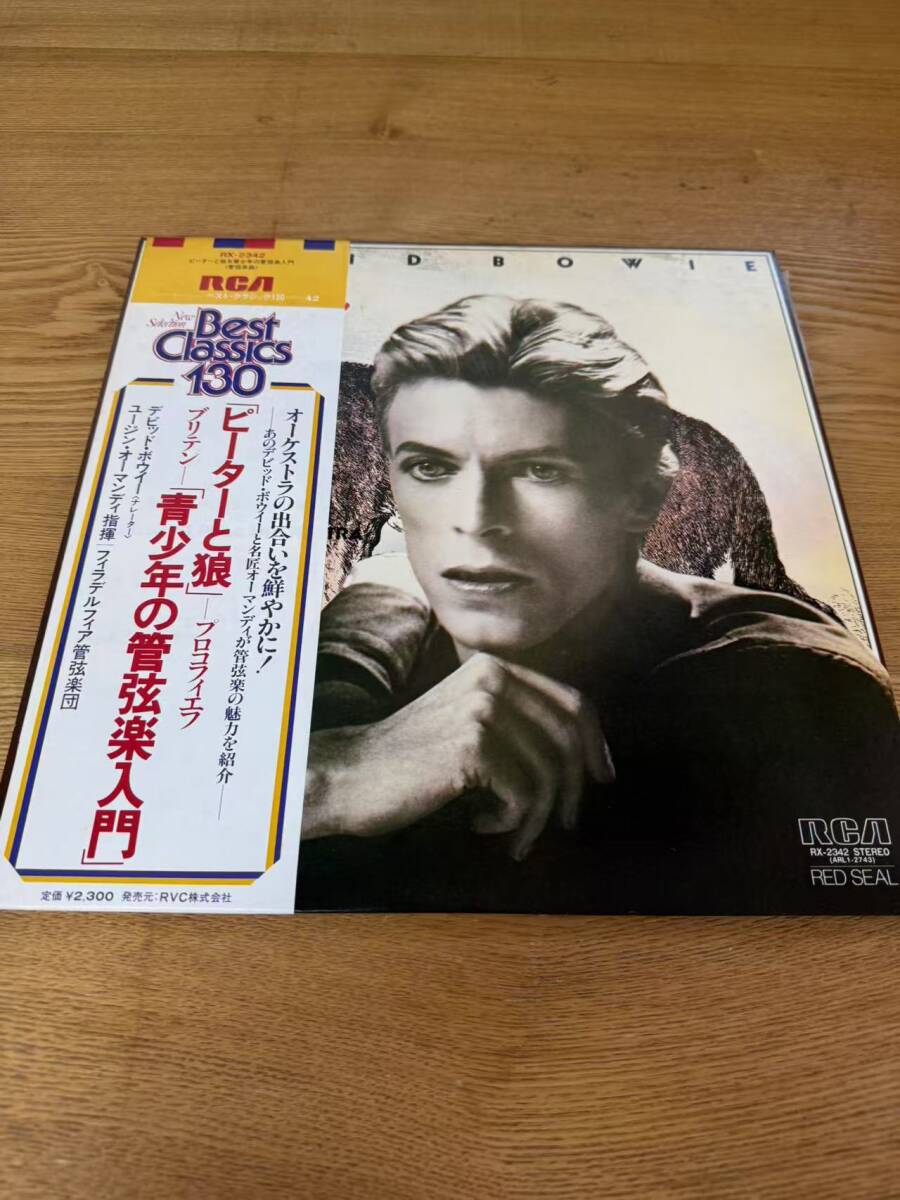 RX-2342
ピーターと狼&青少年の管弦楽入門
(管弦楽曲)
RCA
ベスト・クラシック130
42
New
Selection
Best
Classics
130
オーケストラの出合いを鮮やかに!
—あのデビッド・ボウイーと名匠オーマンディが管弦楽の魅力を紹介—
「ピーターと狼」—プロコフィエフ
ブリテン—「青少年の管弦楽入門」
デビッド・ボウイー〈ナレーター〉
ユージン・オーマンディ指揮
フィラデルフィア管弦楽団
定価 ¥2,300 発売元:RVC株式会社
ID BOWIE
TRA
RCA
RX-2342 STEREO
(ARL1-2743)
RED SEAL